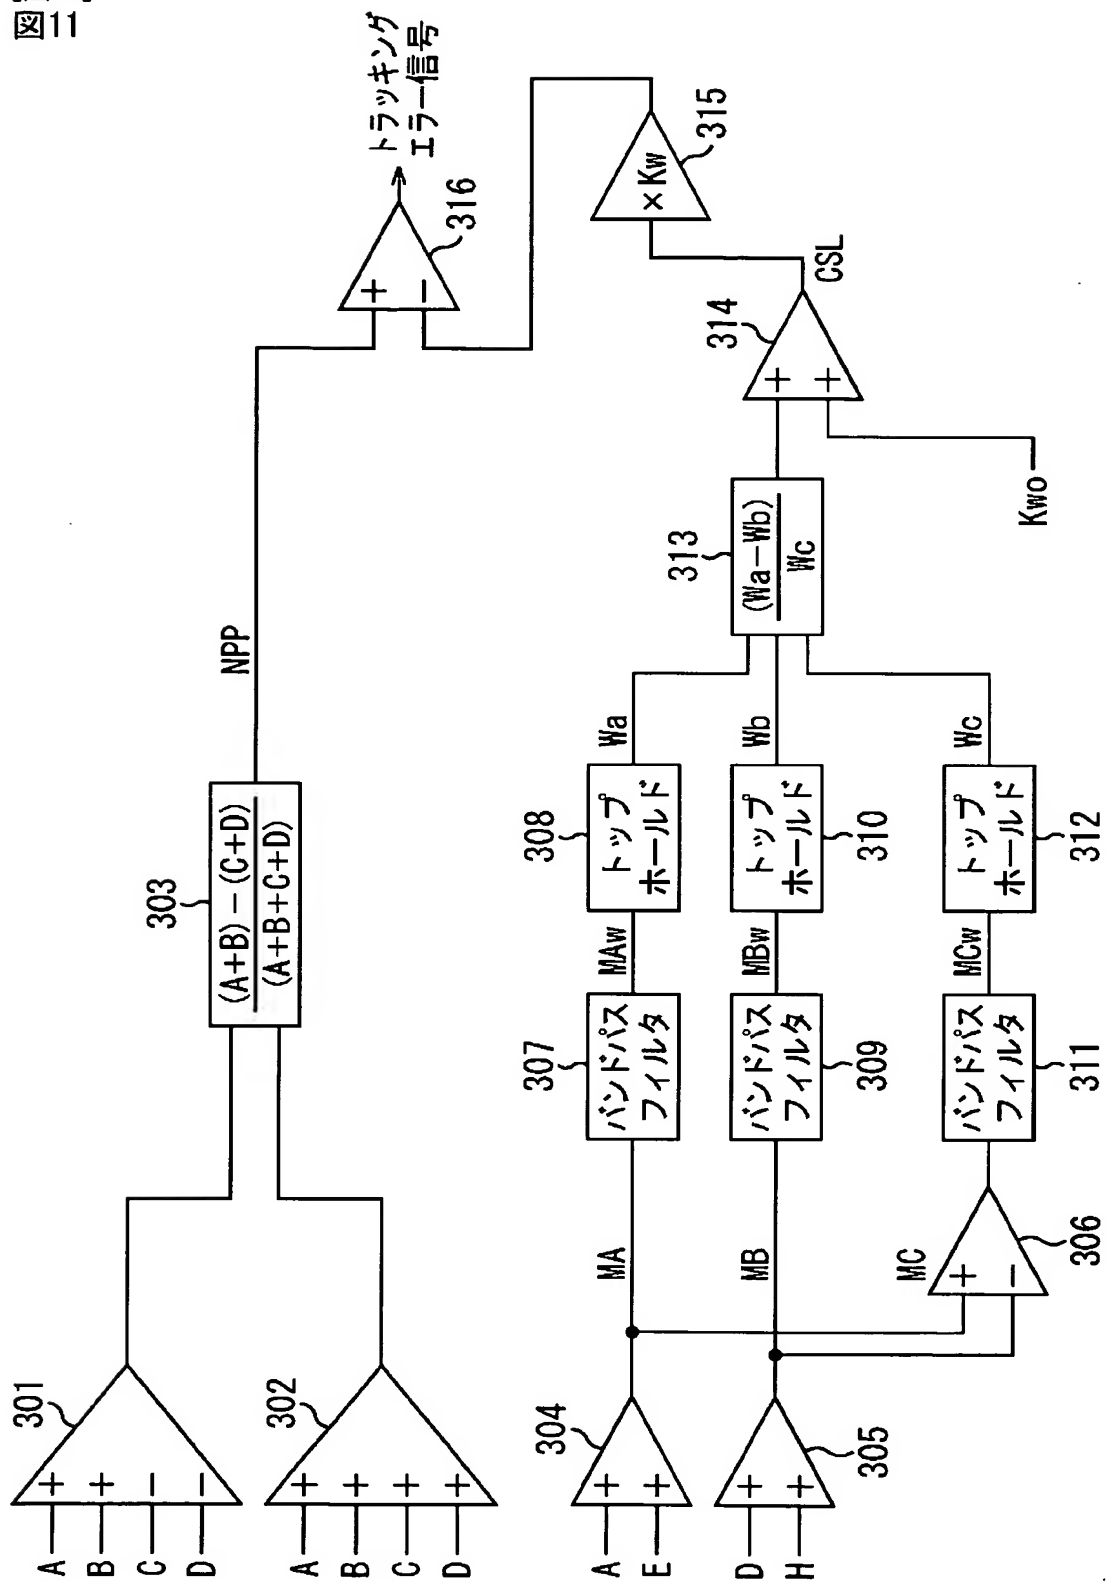 図11
301
A
+
B
+
C
−
D
−
302
A
+
B
+
C
+
D
+
303
(A+B)−(C+D)
(A+B+C+D)
NPP
+
−
316
トラッキング
エラー信号
304
A
+
E
+
MA
307
バンドパス
フィルタ
MAw
308
トップ
ホールド
Wa
305
D
+
H
+
MB
309
バンドパス
フィルタ
MBw
310
トップ
ホールド
Wb
MC
+
−
306
311
バンドパス
フィルタ
MCw
312
トップ
ホールド
Wc
313
(Wa−Wb)
Wc
Kwo
314
+
+
CSL
×Kw
315